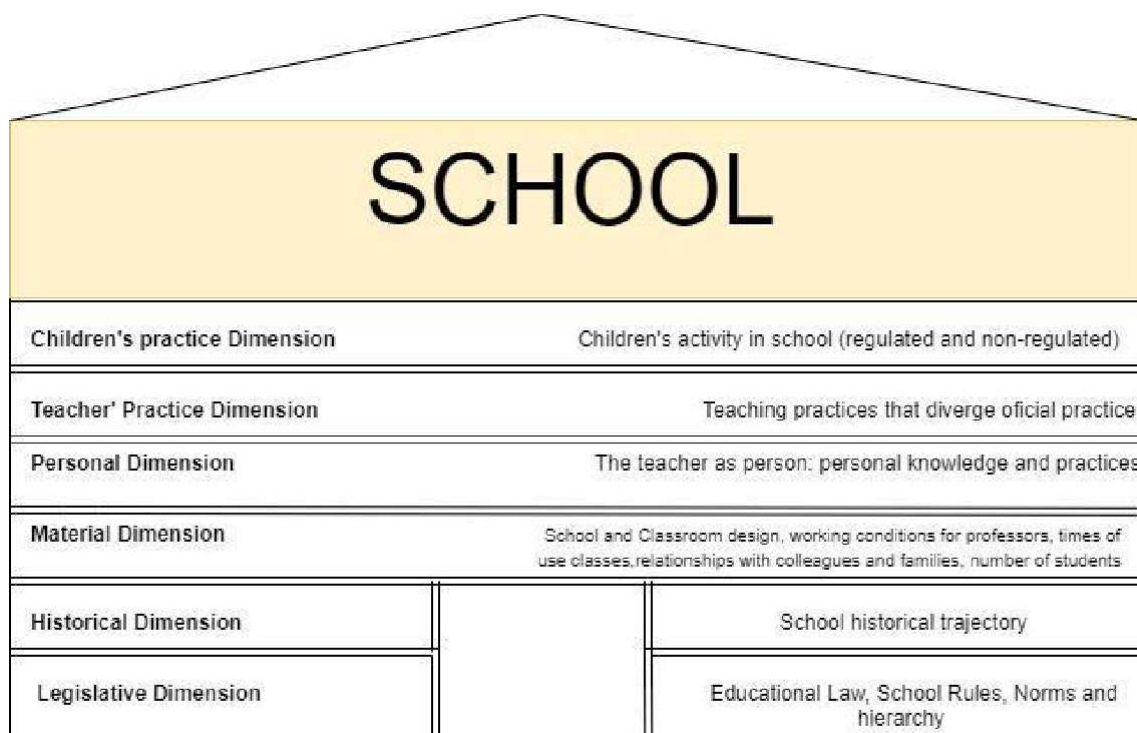 SCHOOL
Children's practice Dimension
Children's activity in school (regulated and non-regulated)
Teacher' Practice Dimension
Teaching practices that diverge oficial practice
Personal Dimension
The teacher as person: personal knowledge and practices
Material Dimension
School and Classroom design, working conditions for professors, times of
use classes,relationships with colleagues and families, number of students
Historical Dimension
School historical trajectory
Legislative Dimension
Educational Law, School Rules, Norms and
hierarchy